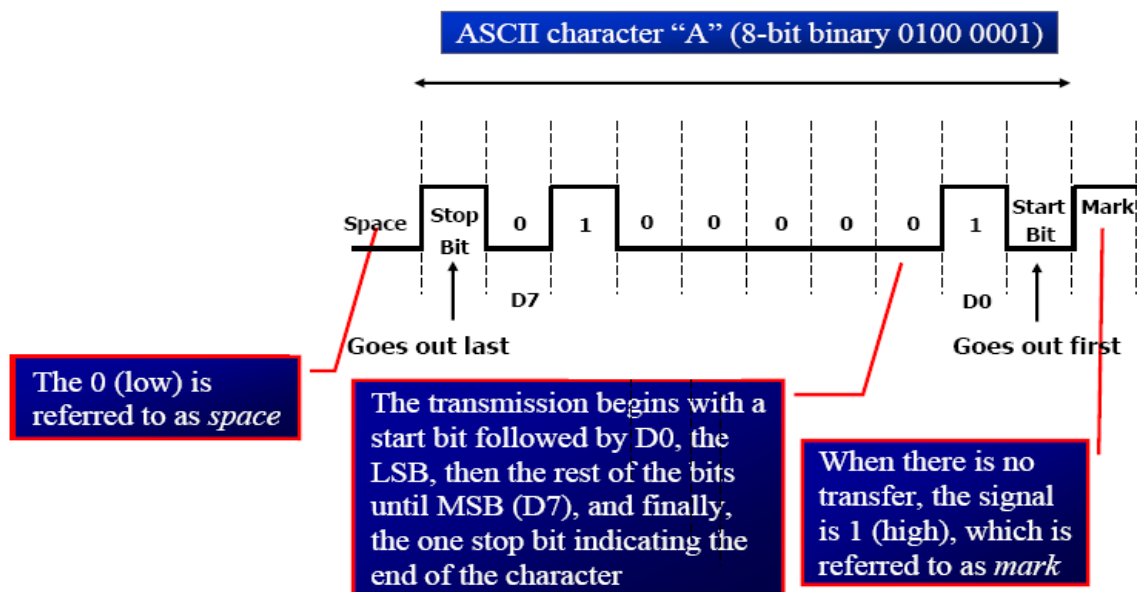 ASCII character “A” (8-bit binary 0100 0001)
Space
Stop
Bit
0
1
0
0
0
0
0
1
Start
Bit
Mark
D7
D0
Goes out last
Goes out first
The 0 (low) is
referred to as space
The transmission begins with a
start bit followed by D0, the
LSB, then the rest of the bits
until MSB (D7), and finally,
the one stop bit indicating the
end of the character
When there is no
transfer, the signal
is 1 (high), which is
referred to as mark